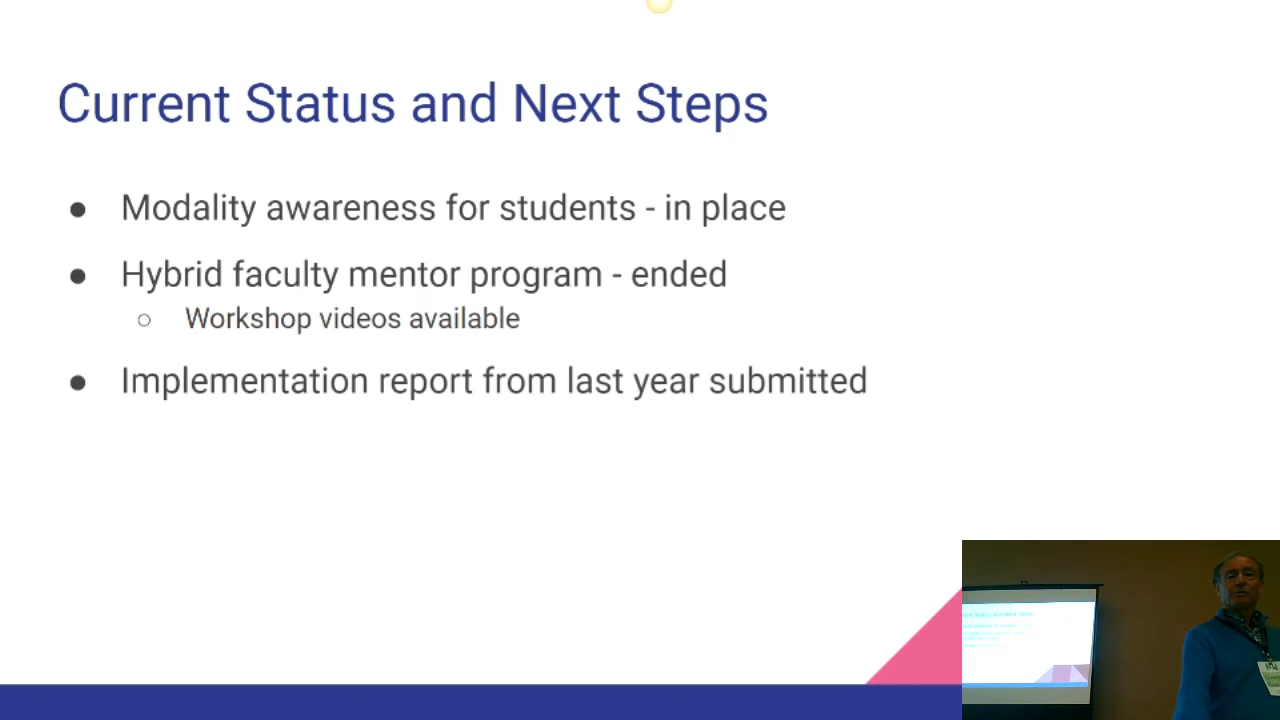 Current Status and Next Steps
● Modality awareness for students - in place
● Hybrid faculty mentor program - ended
○ Workshop videos available
● Implementation report from last year submitted